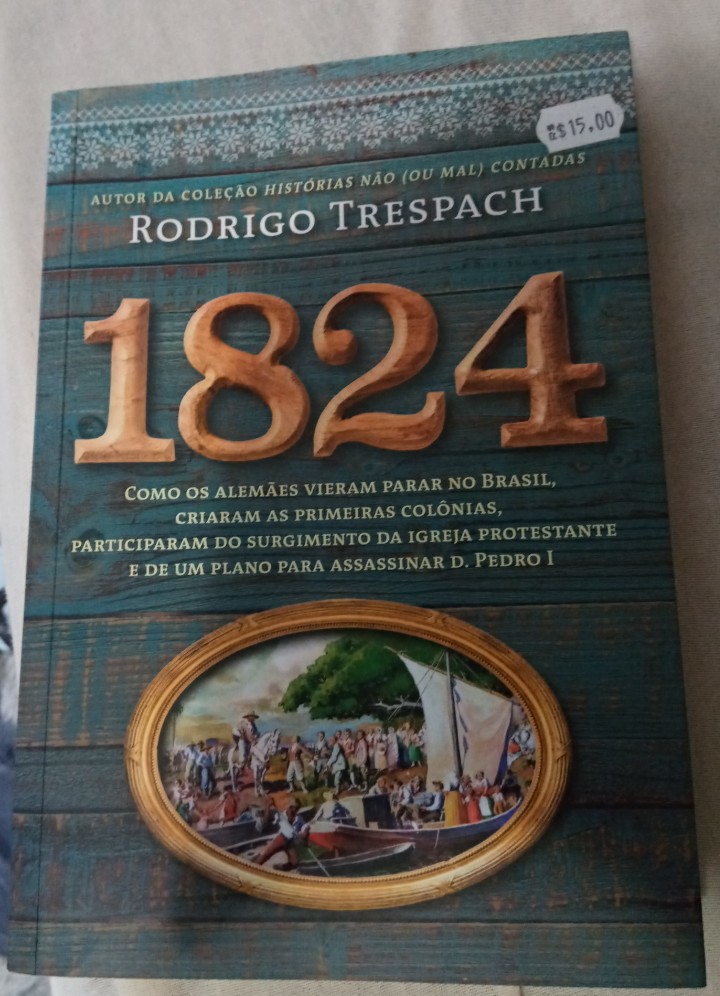 R$15,00
AUTOR DA COLEÇÃO HISTÓRIAS NÃO (OU MAL) CONTADAS
RODRIGO TRESPACH
1824
COMO OS ALEMÃES VIERAM PARAR NO BRASIL,
CRIARAM AS PRIMEIRAS COLÔNIAS,
PARTICIPARAM DO SURGIMENTO DA IGREJA PROTESTANTE
E DE UM PLANO PARA ASSASSINAR D. PEDRO I